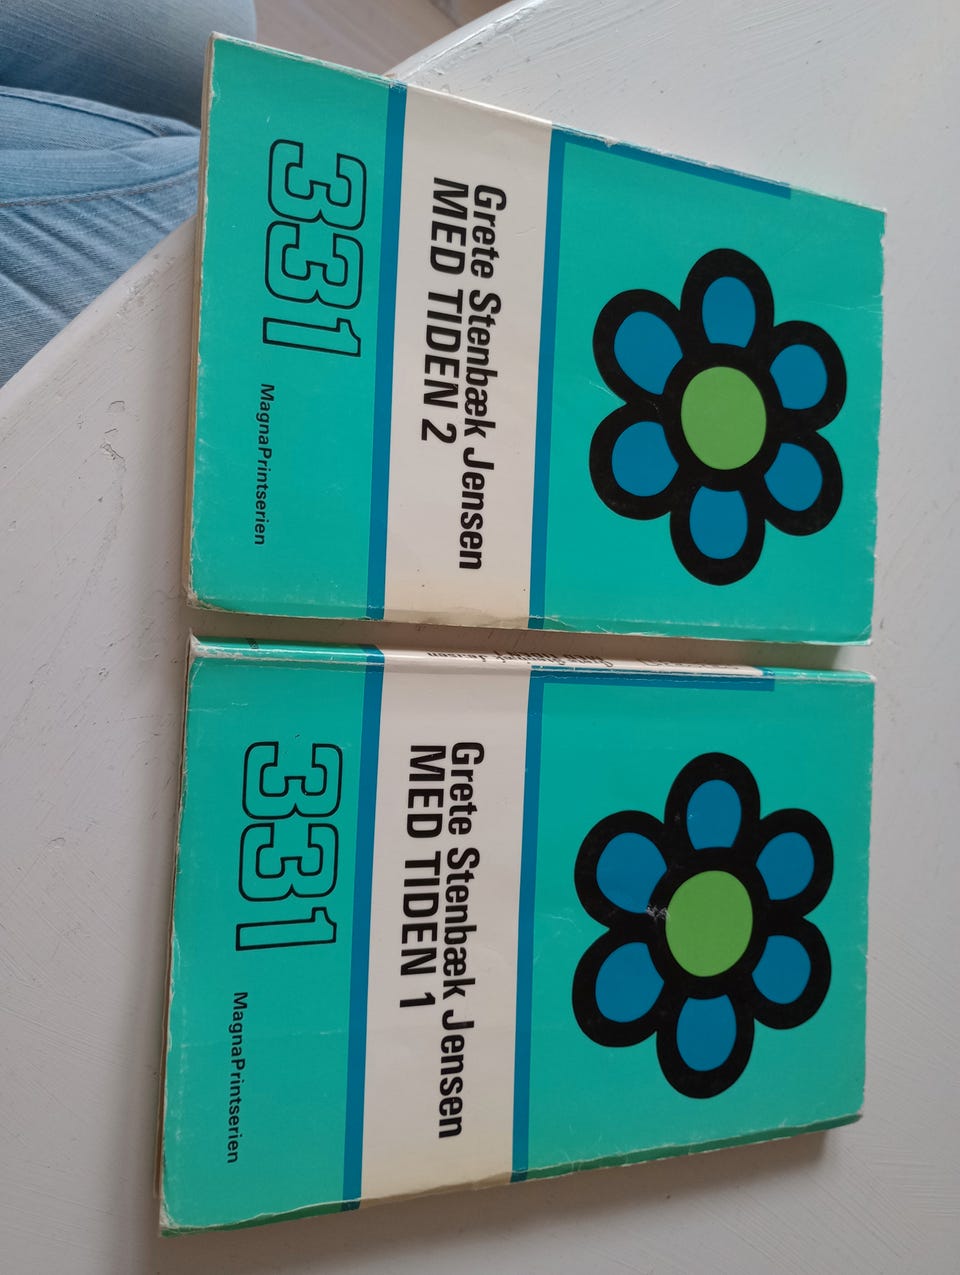 Grete Stenbæk Jensen
MED TIDEN 2
331
MagnaPrintserien
Grete Stenbæk Jensen
MED TIDEN 1
331
MagnaPrintserien